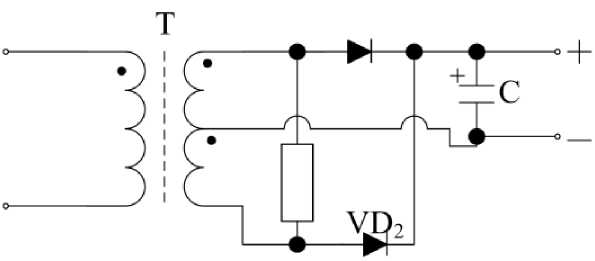 T
+
+
C
−
VD₂